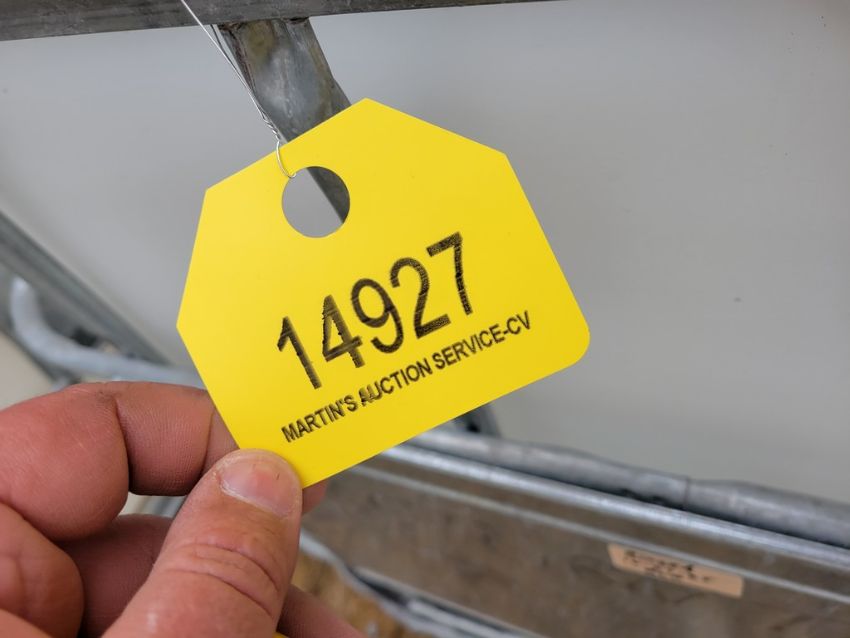 14927
MARTIN'S AUCTION SERVICE-CV